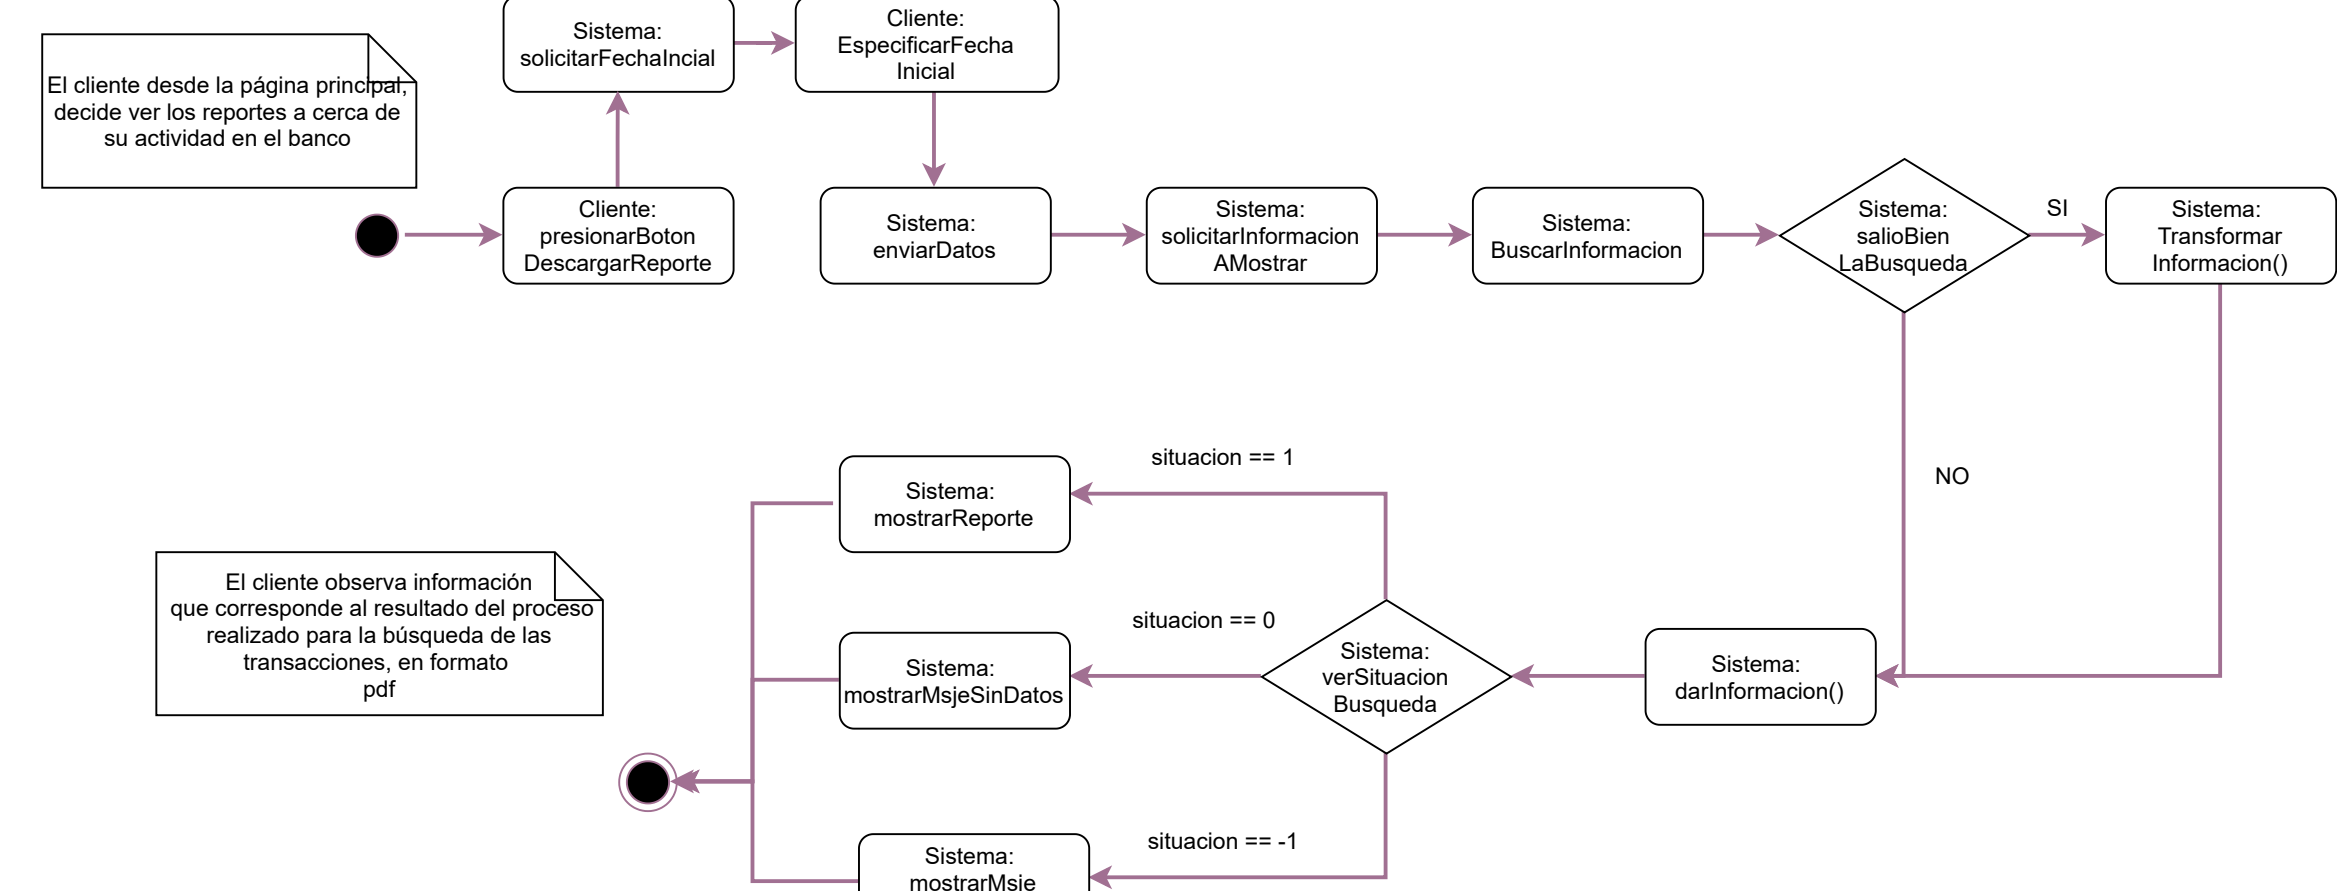 Sistema:
solicitarFechaIncial
Cliente:
EspecificarFecha
Inicial
El cliente desde la página principal,
decide ver los reportes a cerca de
su actividad en el banco
Cliente:
presionarBoton
DescargarReporte
Sistema:
enviarDatos
Sistema:
solicitarInformacion
AMostrar
Sistema:
BuscarInformacion
Sistema:
salioBien
LaBusqueda
SI
Sistema:
Transformar
Informacion()
NO
situacion == 1
Sistema:
mostrarReporte
situacion == 0
Sistema:
mostrarMsjeSinDatos
Sistema:
verSituacion
Busqueda
Sistema:
darInformacion()
El cliente observa información
que corresponde al resultado del proceso
realizado para la búsqueda de las
transacciones, en formato
pdf
situacion == -1
Sistema:
mostrarMsje